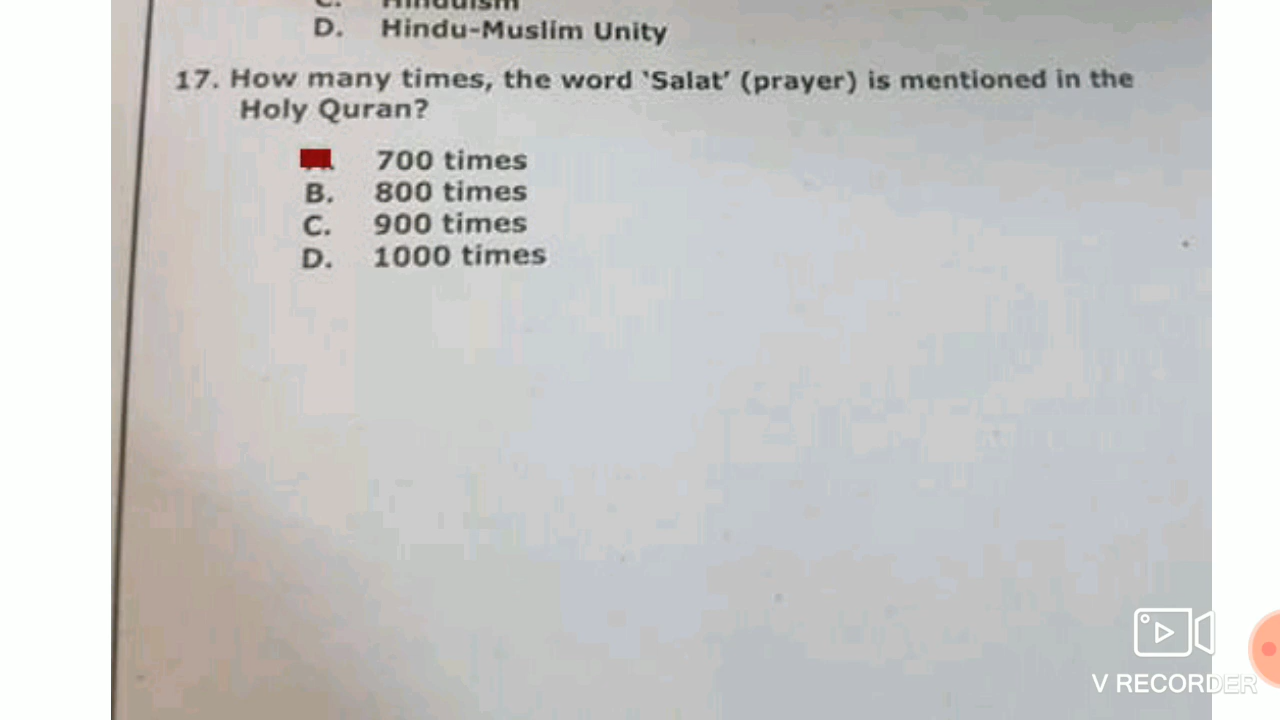 C. Hinduism
D. Hindu-Muslim Unity
17. How many times, the word ‘Salat’ (prayer) is mentioned in the
Holy Quran?
700 times
B. 800 times
C. 900 times
D. 1000 times
V RECORDER